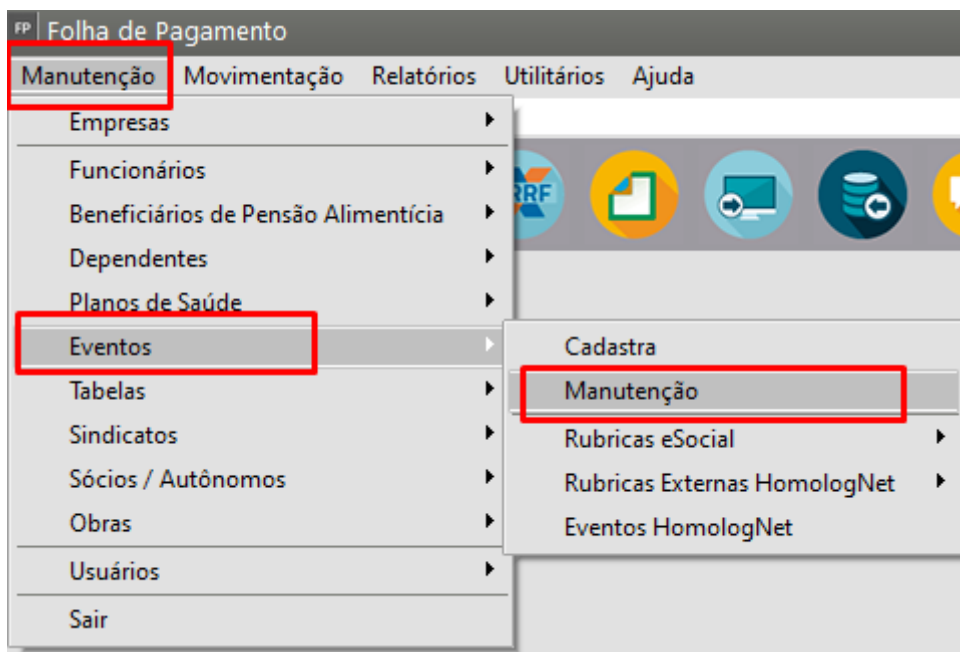 FP Folha de Pagamento
Manutenção Movimentação Relatórios Utilitários Ajuda
Empresas
Funcionários
Beneficiários de Pensão Alimentícia
Dependentes
Planos de Saúde
Eventos
Tabelas
Sindicatos
Sócios / Autônomos
Obras
Usuários
Sair
RRF
Cadastra
Manutenção
Rubricas eSocial
Rubricas Externas HomologNet
Eventos HomologNet